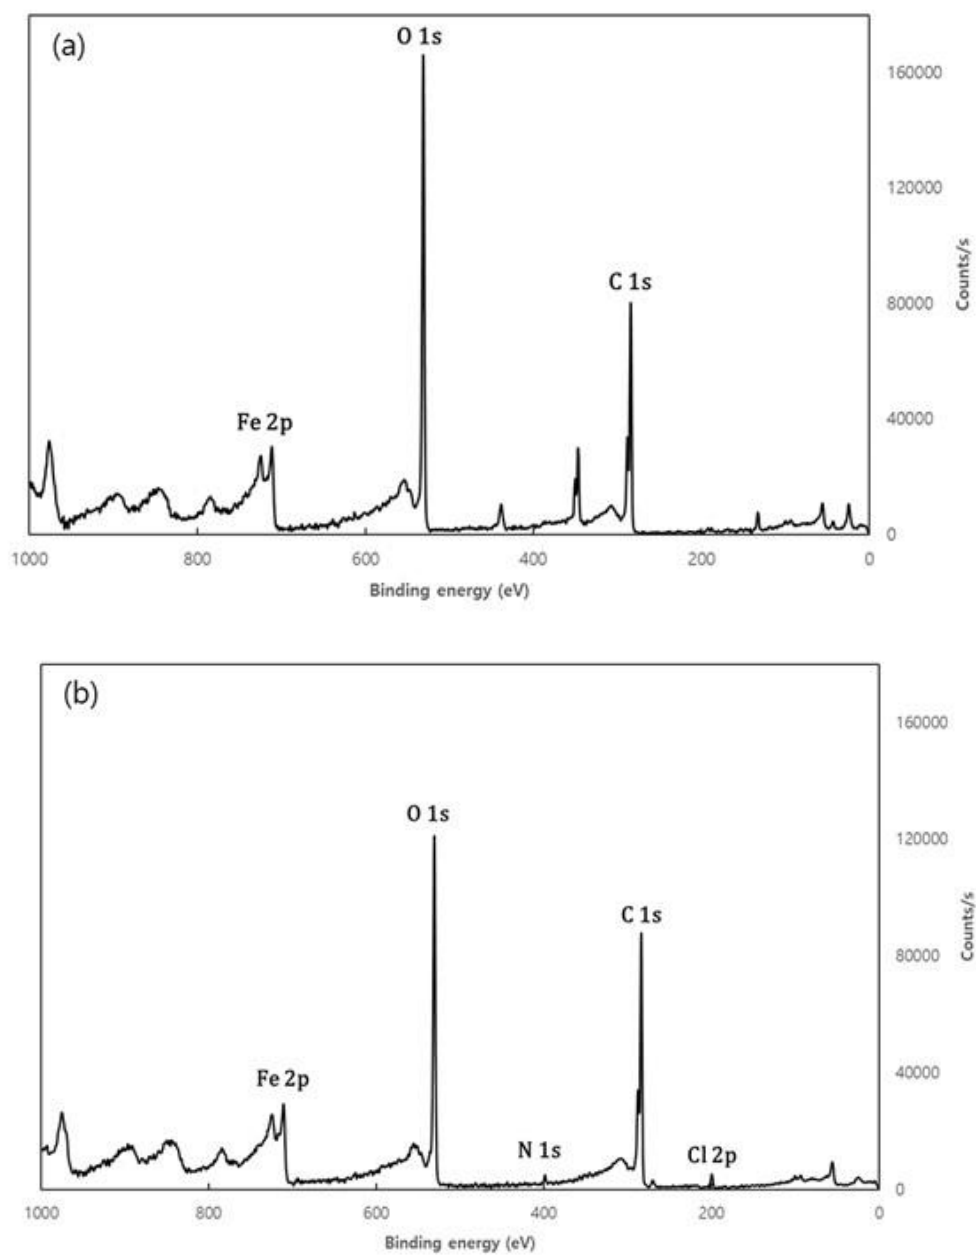 (a)
O 1s
160000
120000
C 1s
80000
Counts/s
Fe 2p
40000
0
1000 800 600 400 200 0
Binding energy (eV)
(b)
160000
O 1s
120000
C 1s
80000
Counts/s
Fe 2p
40000
N 1s
Cl 2p
0
1000 800 600 400 200 0
Binding energy (eV)